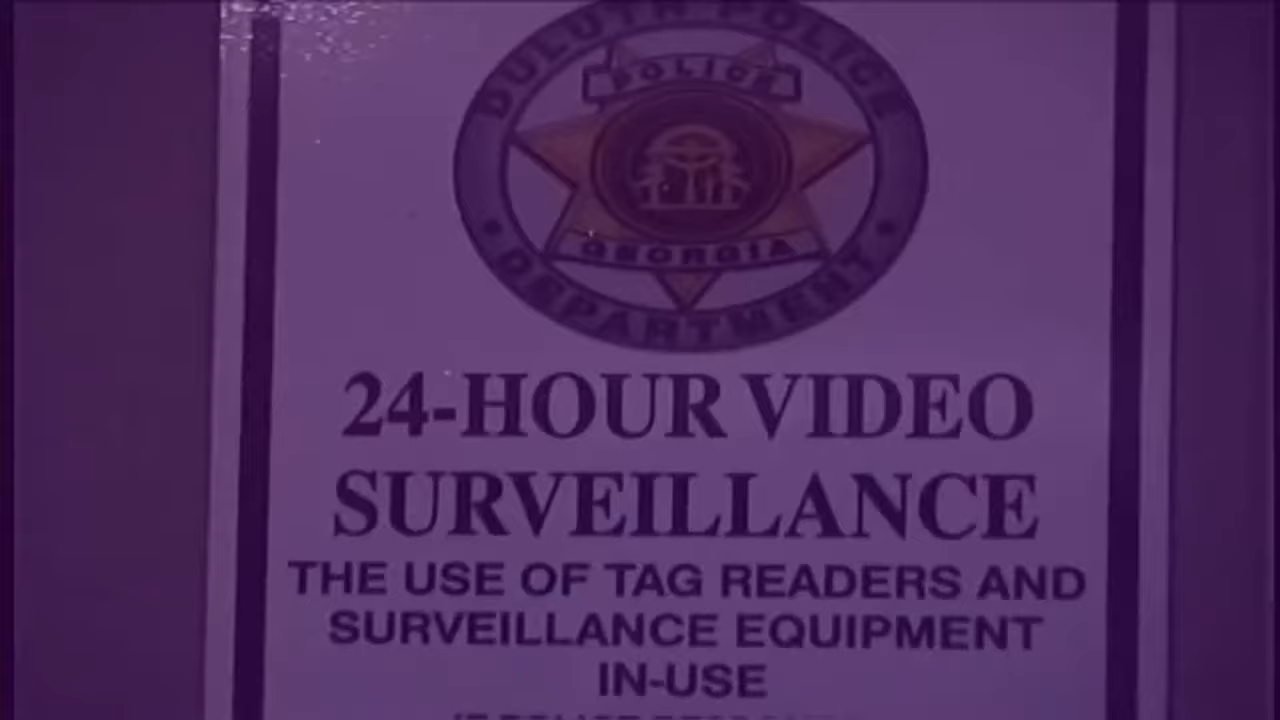 DULUTH POLICE
POLICE
GEORGIA
DEPARTMENT
24-HOUR VIDEO
SURVEILLANCE
THE USE OF TAG READERS AND
SURVEILLANCE EQUIPMENT
IN-USE